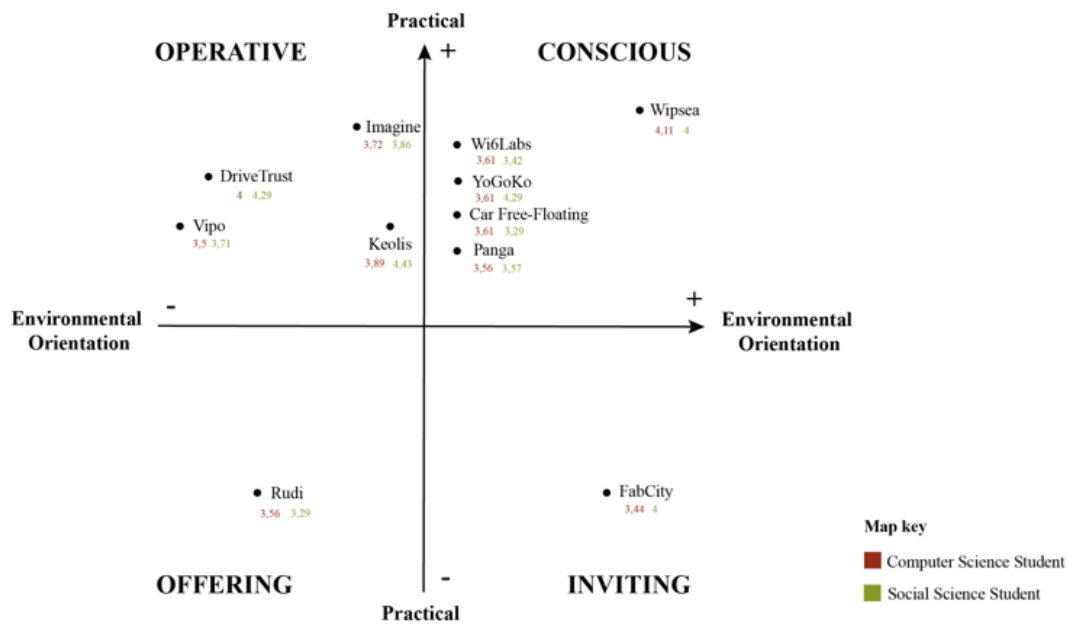 Practical
OPERATIVE + CONSCIOUS
Wipsea
4,11 4
Imagine
3,72 3,86
Wi6Labs
3,61 3,42
DriveTrust
4 4,29
YoGoKo
3,61 4,29
Vipo
3,5 3,71
Car Free-Floating
3,61 3,29
Keolis
3,89 4,43
Panga
3,56 3,57
- +
Environmental
Orientation
Environmental
Orientation
Rudi
3,56 3,29
FabCity
3,44 4
Map key
Computer Science Student
Social Science Student
OFFERING - INVITING
Practical